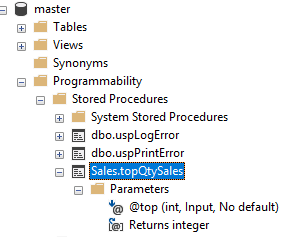 master
Tables
Views
Synonyms
Programmability
Stored Procedures
System Stored Procedures
dbo.uspLogError
dbo.uspPrintError
Sales.topQtySales
Parameters
@top (int, Input, No default)
Returns integer